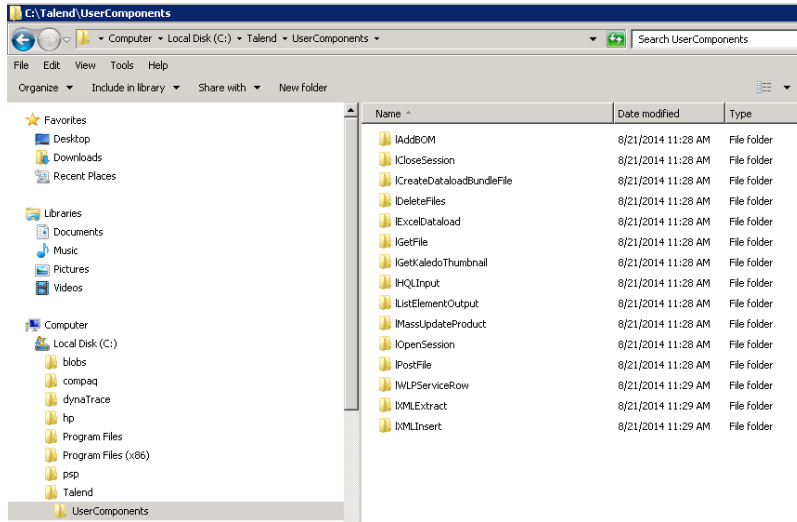 C:\Talend\UserComponents
Computer Local Disk (C:) Talend UserComponents
Search UserComponents
File Edit View Tools Help
Organize Include in library Share with New folder
Favorites
Desktop
Downloads
Recent Places
Libraries
Documents
Music
Pictures
Videos
Computer
Local Disk (C:)
blobs
compaq
dynaTrace
hp
Program Files
Program Files (x86)
psp
Talend
UserComponents
Name Date modified Type
lAddBOM 8/21/2014 11:28 AM File folder
lCloseSession 8/21/2014 11:28 AM File folder
lCreateDataloadBundleFile 8/21/2014 11:28 AM File folder
lDeleteFiles 8/21/2014 11:28 AM File folder
lExcelDataload 8/21/2014 11:28 AM File folder
lGetFile 8/21/2014 11:28 AM File folder
lGetKaledoThumbnail 8/21/2014 11:28 AM File folder
lHQLInput 8/21/2014 11:28 AM File folder
lListElementOutput 8/21/2014 11:28 AM File folder
lMassUpdateProduct 8/21/2014 11:28 AM File folder
lOpenSession 8/21/2014 11:28 AM File folder
lPostFile 8/21/2014 11:28 AM File folder
lWLPServiceRow 8/21/2014 11:29 AM File folder
lXMLExtract 8/21/2014 11:29 AM File folder
lXMLInsert 8/21/2014 11:29 AM File folder